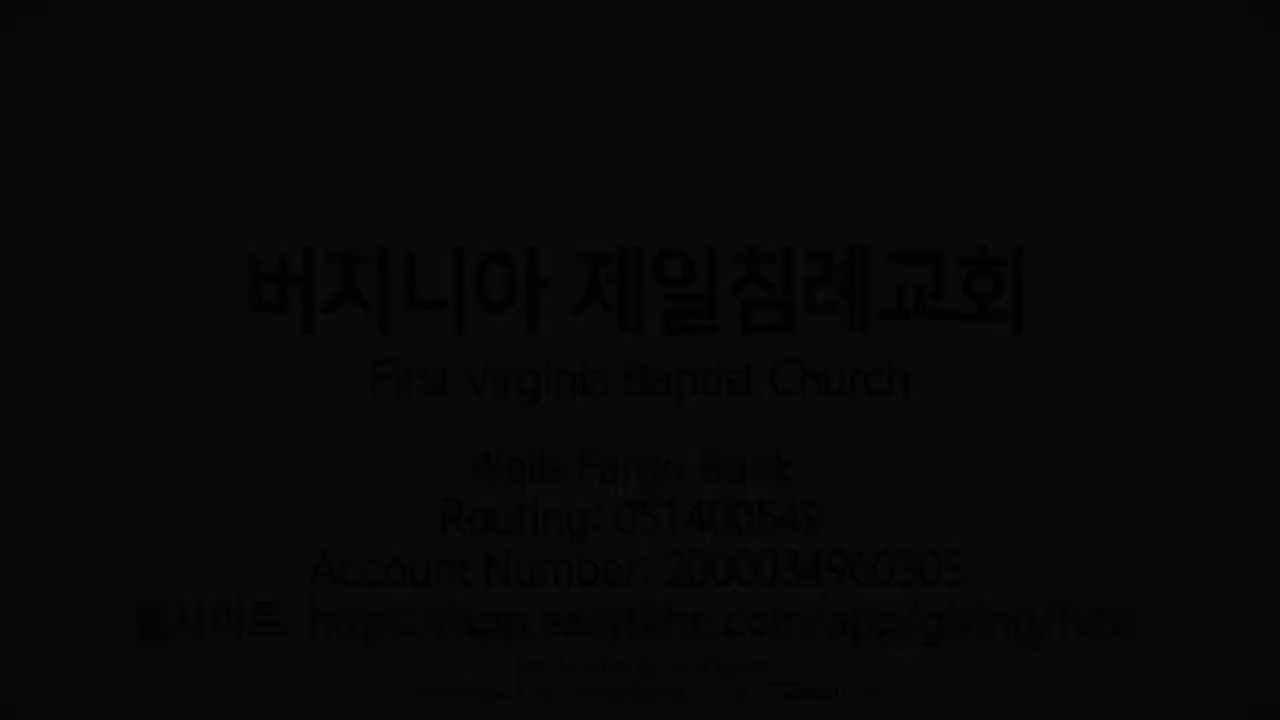 버지니아 제일침례교회
First Virginia Baptist Church
Wells Fargo Bank
Routing: 051400549
Account Number: 2000034960305
웹사이트: https://app.easytithe.com/app/giving/fvbc